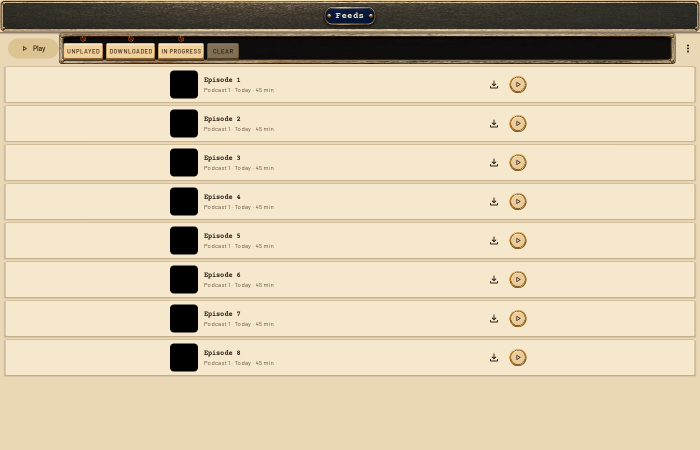 Feeds
Play
UNPLAYED DOWNLOADED IN PROGRESS CLEAR
Episode 1
Podcast 1 · Today · 45 min
Episode 2
Podcast 1 · Today · 45 min
Episode 3
Podcast 1 · Today · 45 min
Episode 4
Podcast 1 · Today · 45 min
Episode 5
Podcast 1 · Today · 45 min
Episode 6
Podcast 1 · Today · 45 min
Episode 7
Podcast 1 · Today · 45 min
Episode 8
Podcast 1 · Today · 45 min